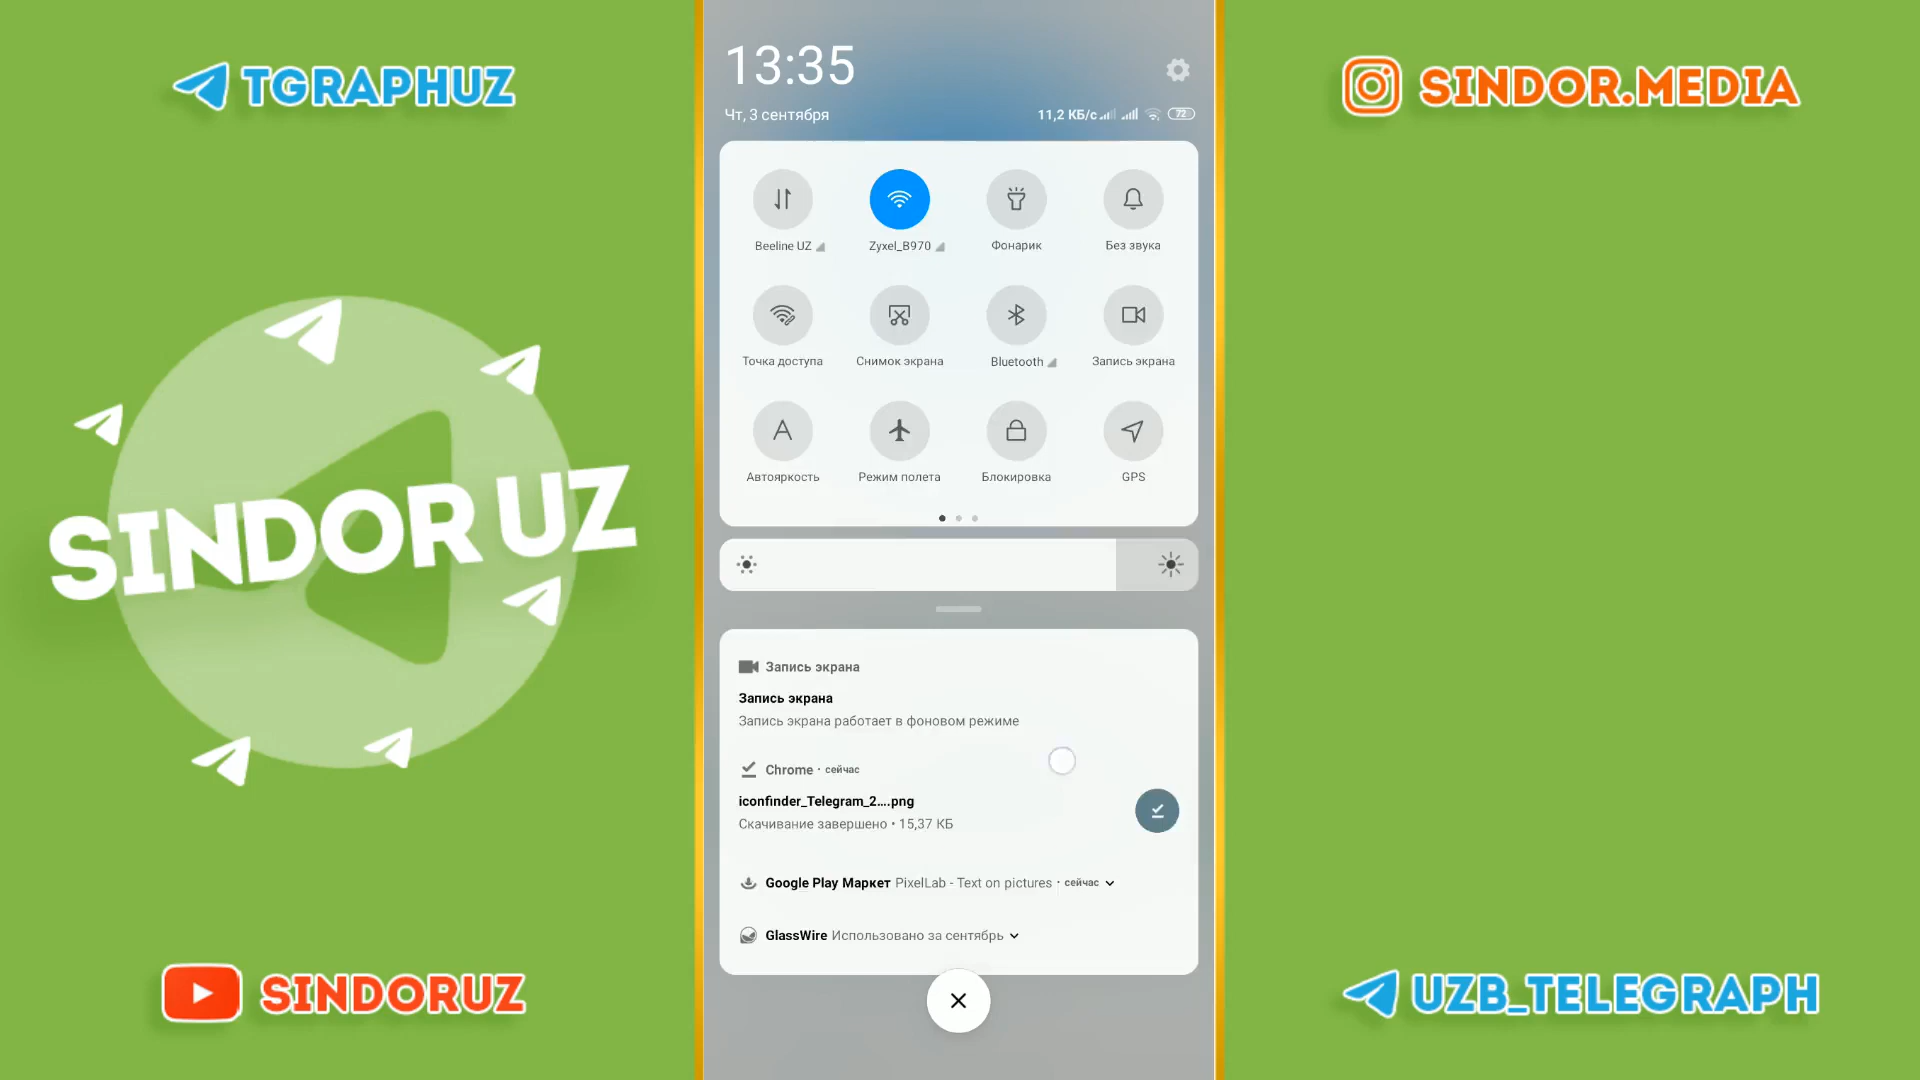 TGRAPHUZ
SINDOR.MEDIA
SINDOR UZ
SINDORUZ
UZB_TELEGRAPH
13:35
Чт, 3 сентября
11,2 КБ/с
72
Beeline UZ
Zyxel_B970
Фонарик
Без звука
Точка доступа
Снимок экрана
Bluetooth
Запись экрана
Автояркость
Режим полета
Блокировка
GPS
Запись экрана
Запись экрана
Запись экрана работает в фоновом режиме
Chrome · сейчас
iconfinder_Telegram_2....png
Скачивание завершено • 15,37 КБ
Google Play Маркет PixelLab - Text on pictures · сейчас
GlassWire Использовано за сентябрь